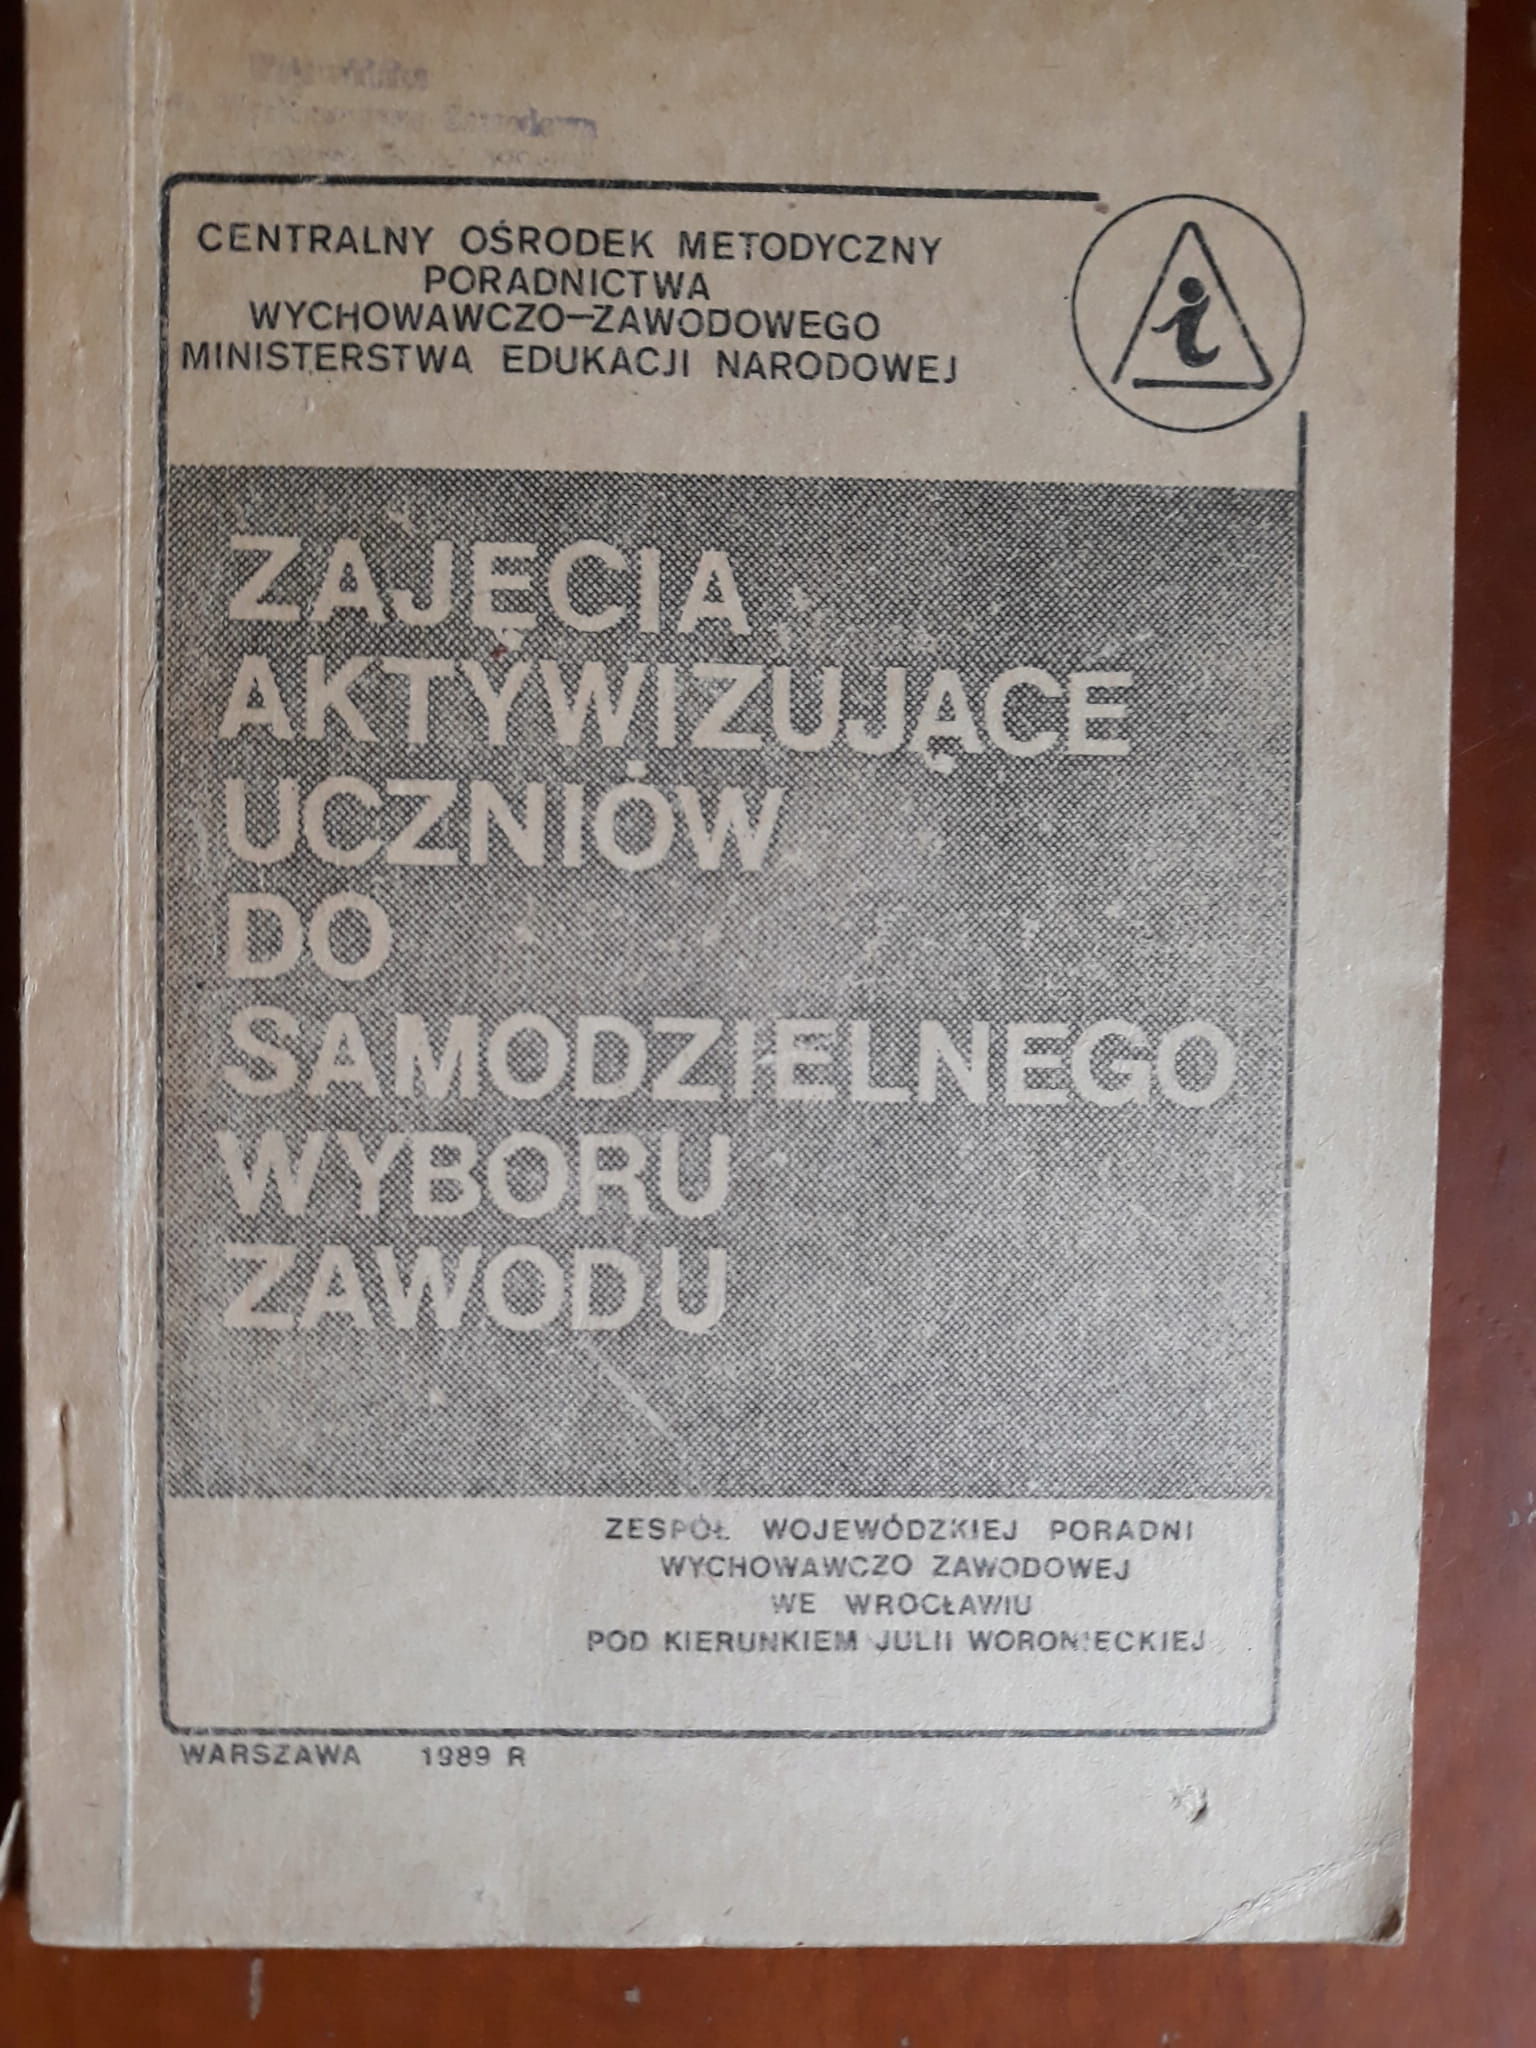 Zawodowa
CENTRALNY OŚRODEK METODYCZNY
PORADNICTWA
WYCHOWAWCZO-ZAWODOWEGO
MINISTERSTWA EDUKACJI NARODOWEJ
i
ZAJĘCIA
AKTYWIZUJĄCE
UCZNIÓW
DO
SAMODZIELNEGO
WYBORU
ZAWODU
ZESPÓŁ WOJEWÓDZKIEJ PORADNI
WYCHOWAWCZO ZAWODOWEJ
WE WROCŁAWIU
POD KIERUNKIEM JULII WORONIECKIEJ
WARSZAWA 1989 R